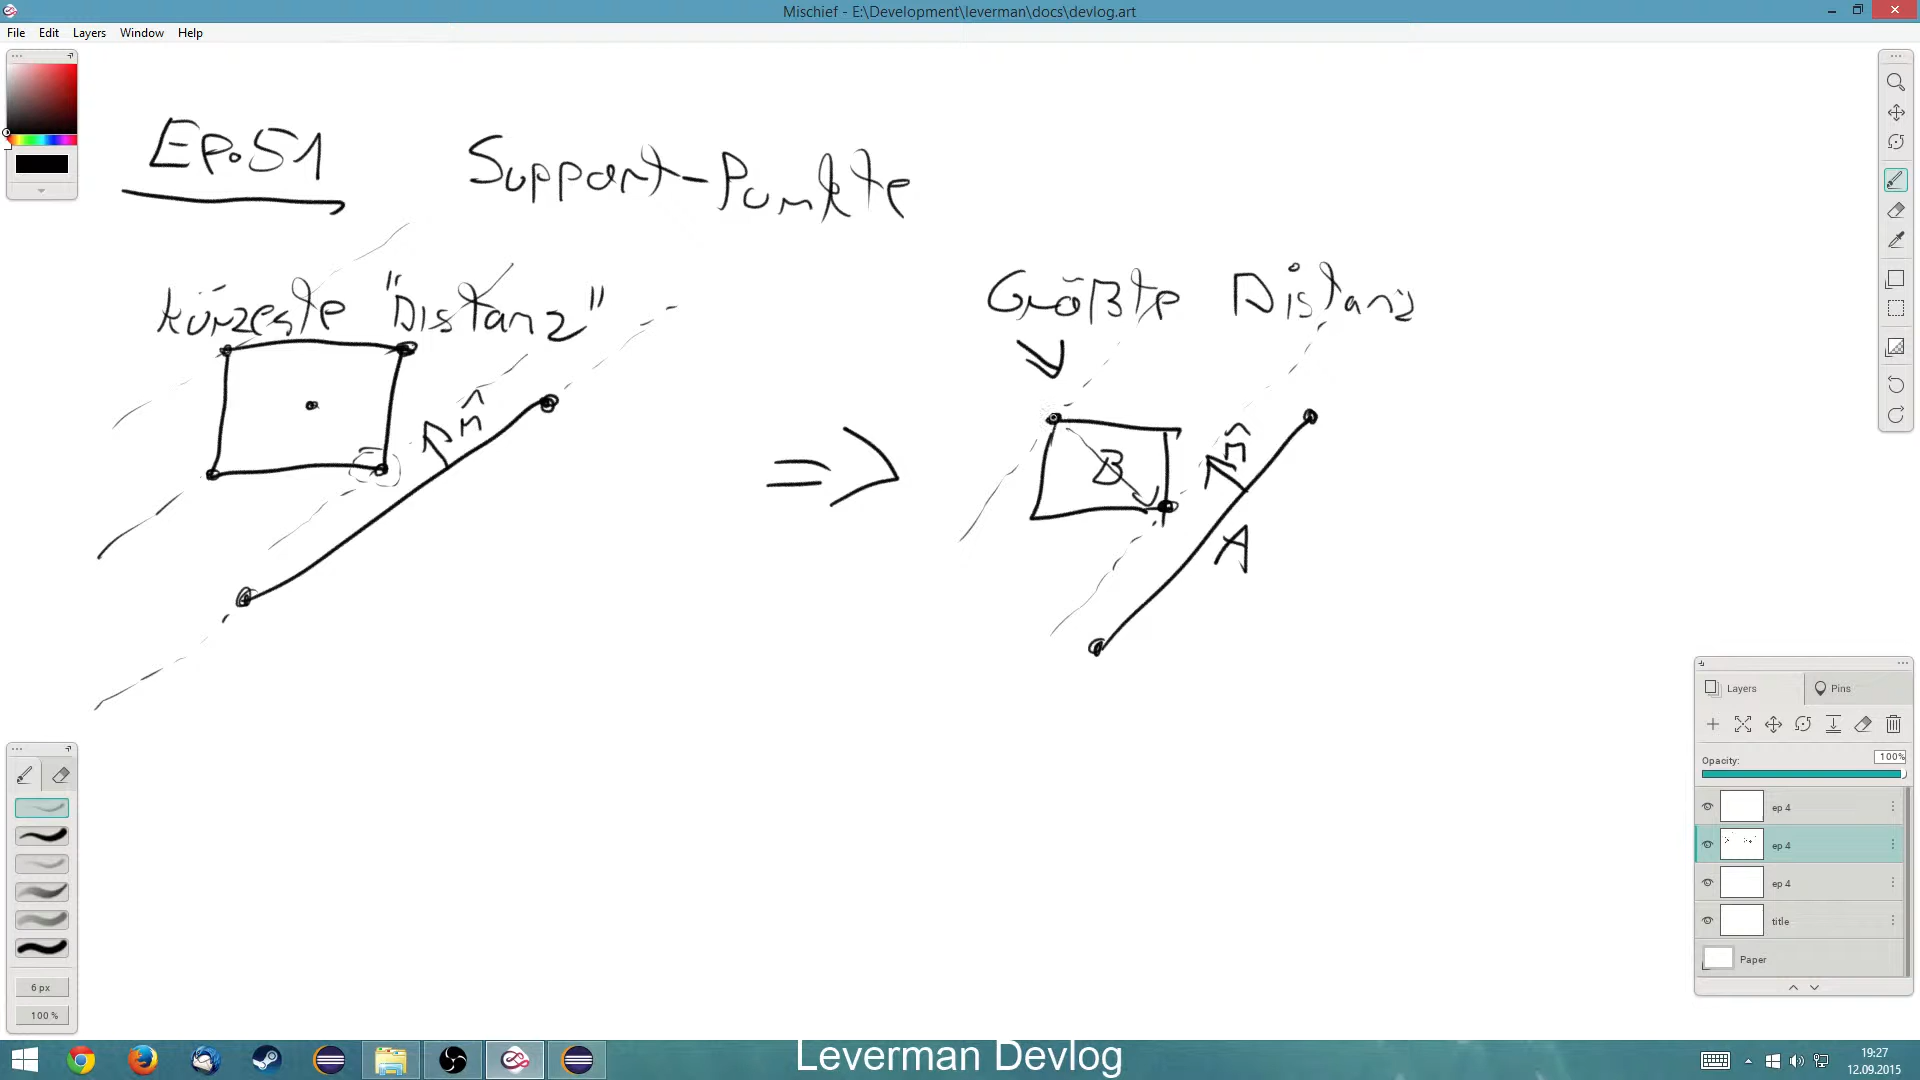 Mischief - E:\Development\leverman\docs\devlog.art
File Edit Layers Window Help
Ep.51 Support-Punkte
Kürzeste "Distanz"
Größte Distanz
n̂
n̂
B
=>
A
Layers Pins
Opacity: 100%
ep 4
ep 4
ep 4
title
Paper
6 px
100 %
Leverman Devlog
19:27
12.09.2015